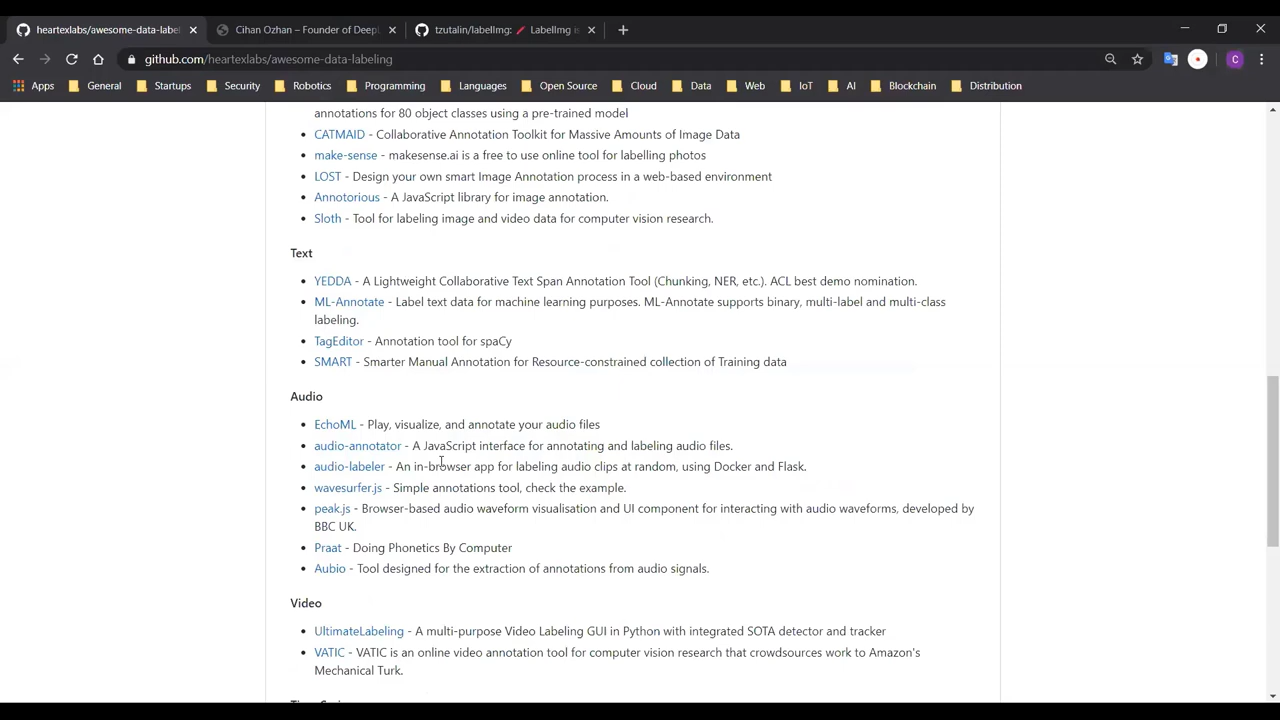 heartexlabs/awesome-data-label
Cihan Ozhan – Founder of DeepL
tzutalin/labelImg: 🖍️ LabelImg is
github.com/heartexlabs/awesome-data-labeling
C
Apps General Startups Security Robotics Programming Languages Open Source Cloud Data Web IoT AI Blockchain Distribution
annotations for 80 object classes using a pre-trained model
• CATMAID - Collaborative Annotation Toolkit for Massive Amounts of Image Data
• make-sense - makesense.ai is a free to use online tool for labelling photos
• LOST - Design your own smart Image Annotation process in a web-based environment
• Annotorious - A JavaScript library for image annotation.
• Sloth - Tool for labeling image and video data for computer vision research.
Text
• YEDDA - A Lightweight Collaborative Text Span Annotation Tool (Chunking, NER, etc.). ACL best demo nomination.
• ML-Annotate - Label text data for machine learning purposes. ML-Annotate supports binary, multi-label and multi-class
labeling.
• TagEditor - Annotation tool for spaCy
• SMART - Smarter Manual Annotation for Resource-constrained collection of Training data
Audio
• EchoML - Play, visualize, and annotate your audio files
• audio-annotator - A JavaScript interface for annotating and labeling audio files.
• audio-labeler - An in-browser app for labeling audio clips at random, using Docker and Flask.
• wavesurfer.js - Simple annotations tool, check the example.
• peak.js - Browser-based audio waveform visualisation and UI component for interacting with audio waveforms, developed by
BBC UK.
• Praat - Doing Phonetics By Computer
• Aubio - Tool designed for the extraction of annotations from audio signals.
Video
• UltimateLabeling - A multi-purpose Video Labeling GUI in Python with integrated SOTA detector and tracker
• VATIC - VATIC is an online video annotation tool for computer vision research that crowdsources work to Amazon's
Mechanical Turk.